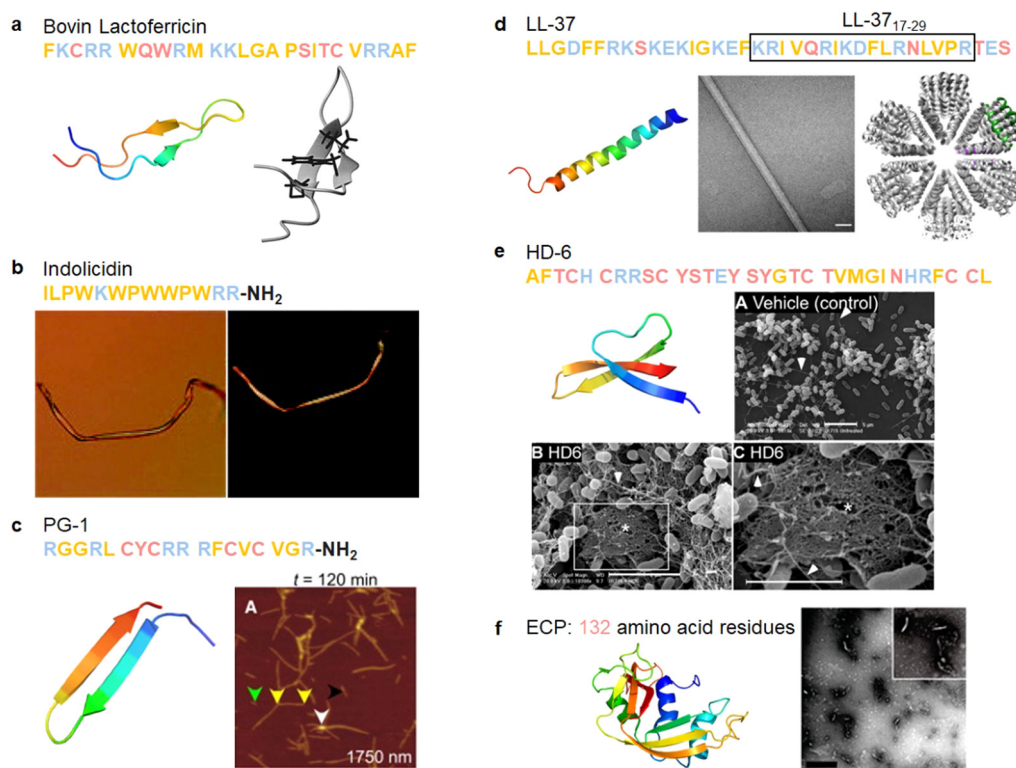 a Bovin Lactoferricin
FKCRR WQWRM KKLGA PSITC VRRAF
b Indolicidin
ILPWKWPWWPWRR-NH₂
c PG-1
RGGRL CYCRR RFCVC VGR-NH₂
t = 120 min
A
1750 nm
d LL-37
LL-37₁₇₋₂₉
LLGDFFRKSKEKIGKEFKRIVQRIKDFLRNLVPRTES
e HD-6
AFTCH CRRSC YSTEY SYGTC TVMGI NHRFC CL
A Vehicle (control)
B HD6
*
C HD6
*
f ECP: 132 amino acid residues